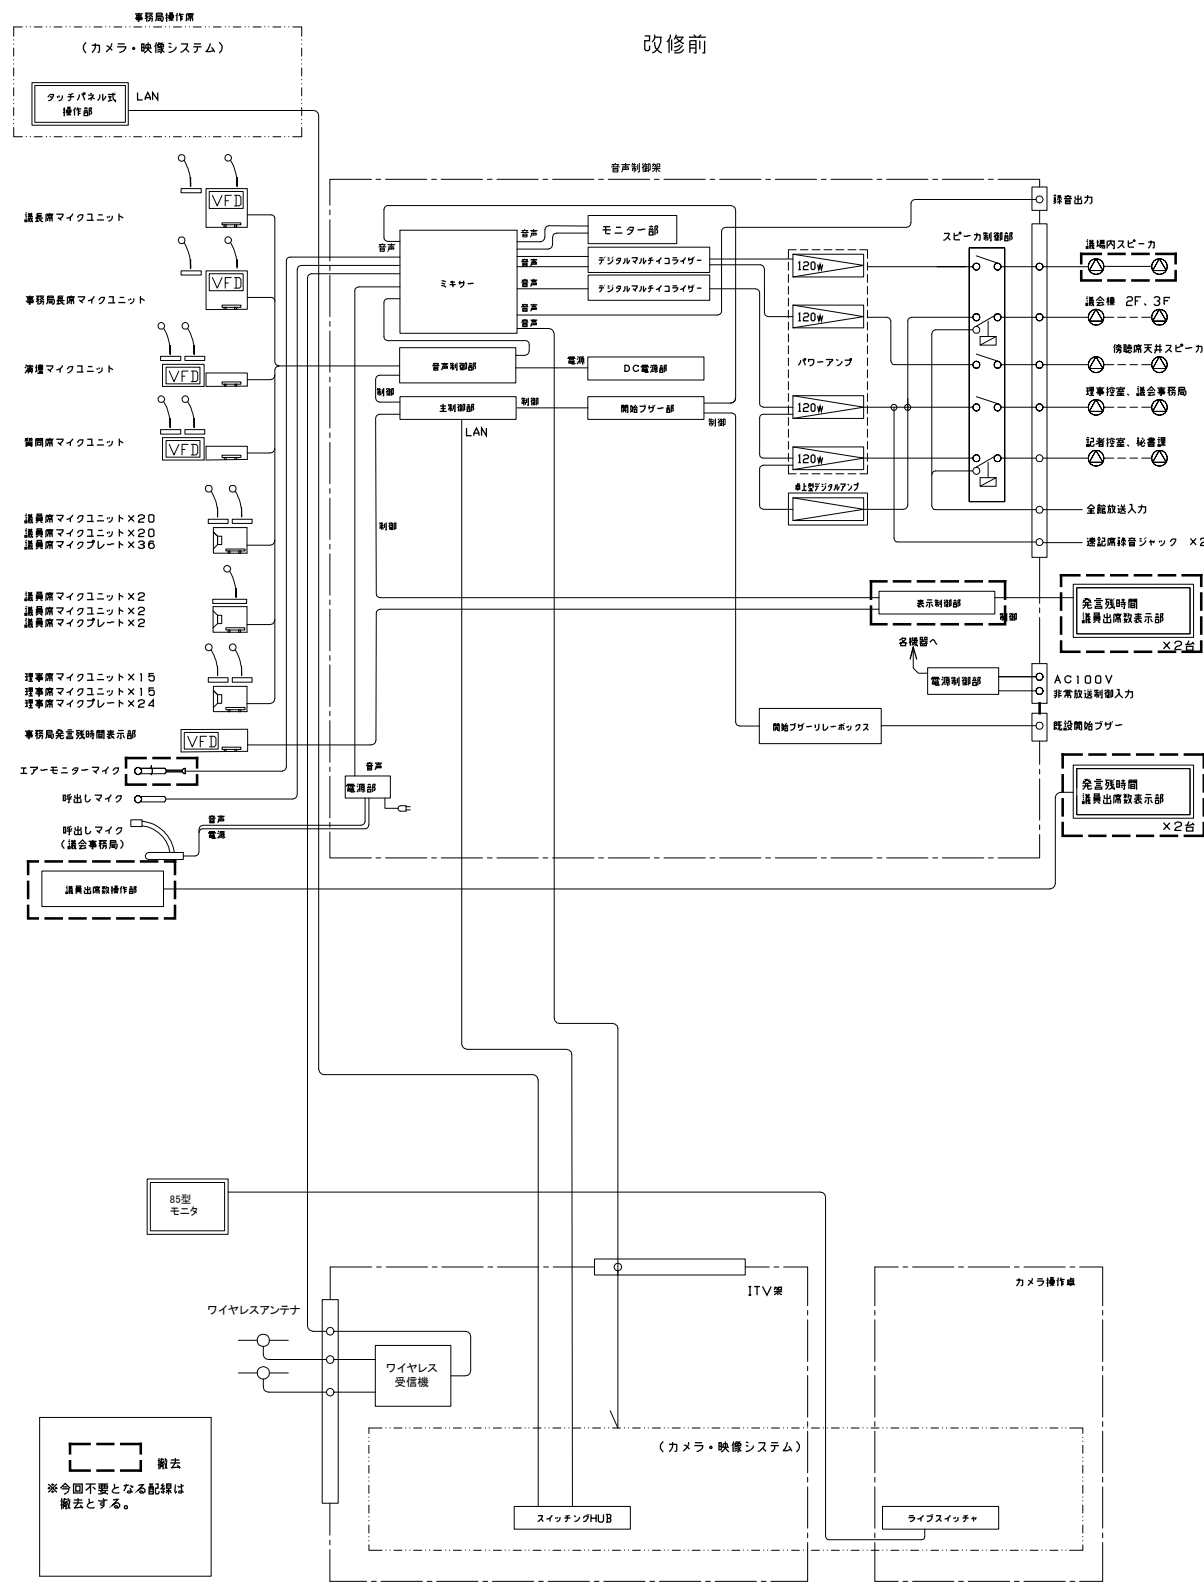 事務局操作席
(カメラ・映像システム)
改修前
タッチパネル式
操作部
LAN
音声制御架
VFD
議長席マイクユニット
VFD
事務局長席マイクユニット
演壇マイクユニット
VFD
質問席マイクユニット
VFD
議員席マイクユニット×20
議員席マイクユニット×20
議員席マイクプレート×36
議員席マイクユニット×2
議員席マイクユニット×2
議員席マイクプレート×2
理事席マイクユニット×15
理事席マイクユニット×15
理事席マイクプレート×24
事務局発言残時間表示部
VFD
エアーモニターマイク
呼出しマイク
呼出しマイク
(議会事務局)
音声
電源
議員出席数操作部
音声
ミキサー
音声
音声
音声
音声
音声
モニター部
デジタルマルチイコライザー
デジタルマルチイコライザー
音声制御部
電源
DC電源部
制御
主制御部
制御
開始ブザー部
制御
LAN
制御
音声
電源部
120W
120W
パワーアンプ
120W
120W
卓上型デジタルアンプ
スピーカ制御部
録音出力
議場内スピーカ
議会棟 2F、3F
傍聴席天井スピーカ
理事控室、議会事務局
記者控室、秘書課
全館放送入力
速記席録音ジャック ×2
表示制御部
制御
発言残時間
議員出席数表示部
×2台
各機器へ
電源制御部
AC100V
非常放送制御入力
開始ブザーリレーボックス
既設開始ブザー
発言残時間
議員出席数表示部
×2台
85型
モニタ
ITV架
カメラ操作卓
ワイヤレスアンテナ
ワイヤレス
受信機
(カメラ・映像システム)
スイッチングHUB
ライブスイッチャ
撤去
※今回不要となる配線は
撤去とする。